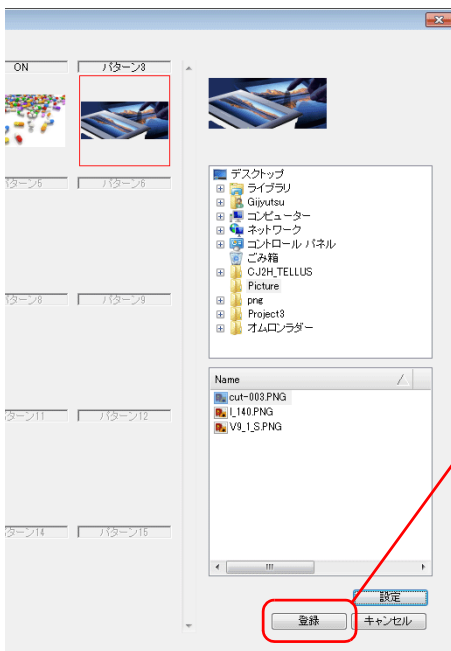 ON
パターン3
ターン5
パターン6
ターン8
パターン9
ターン11
パターン12
ターン14
パターン15
デスクトップ
ライブラリ
Gijyutsu
コンピューター
ネットワーク
コントロール パネル
ごみ箱
CJ2H_TELLUS
Picture
png
Project3
オムロンラダー
Name
cut-003.PNG
I_140.PNG
V9_1_S.PNG
設定
登録
キャンセル